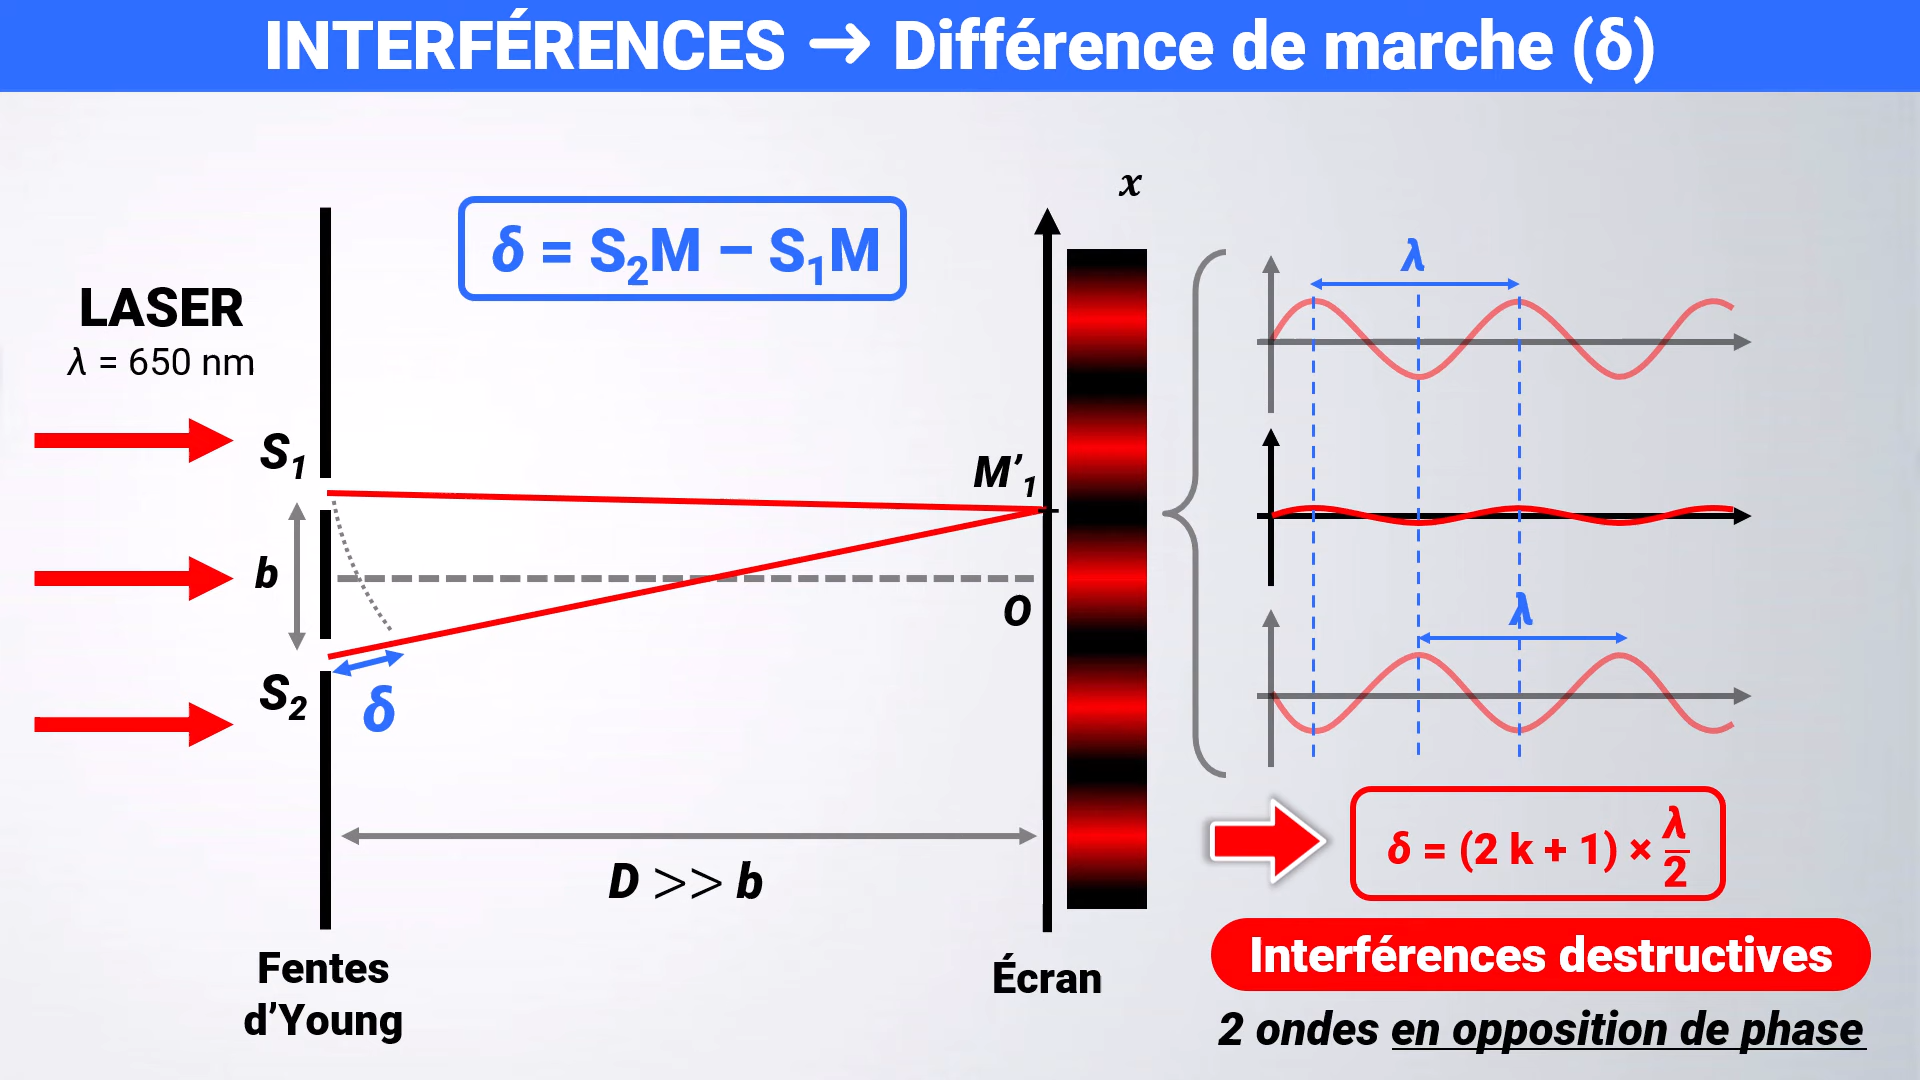 INTERFÉRENCES → Différence de marche (δ)
x
δ = S₂M – S₁M
λ
LASER
λ = 650 nm
S₁
M’₁
b
O
λ
S₂
δ
δ = (2 k + 1) × λ/2
D >> b
Interférences destructives
Fentes
d’Young
Écran
2 ondes en opposition de phase